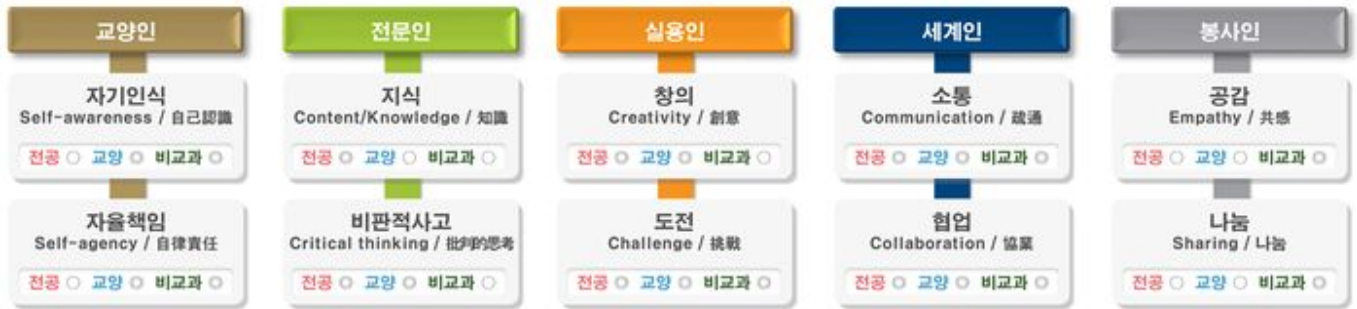 교양인
자기인식
Self-awareness / 自己認識
전공 ○ 교양 ○ 비교과 ○
자율책임
Self-agency / 自律責任
전공 ○ 교양 ○ 비교과 ○
전문인
지식
Content/Knowledge / 知識
전공 ○ 교양 ○ 비교과 ○
비판적사고
Critical thinking / 批判的思考
전공 ○ 교양 ○ 비교과 ○
실용인
창의
Creativity / 創意
전공 ○ 교양 ○ 비교과 ○
도전
Challenge / 挑戰
전공 ○ 교양 ○ 비교과 ○
세계인
소통
Communication / 疏通
전공 ○ 교양 ○ 비교과 ○
협업
Collaboration / 協業
전공 ○ 교양 ○ 비교과 ○
봉사인
공감
Empathy / 共感
전공 ○ 교양 ○ 비교과 ○
나눔
Sharing / 나눔
전공 ○ 교양 ○ 비교과 ○